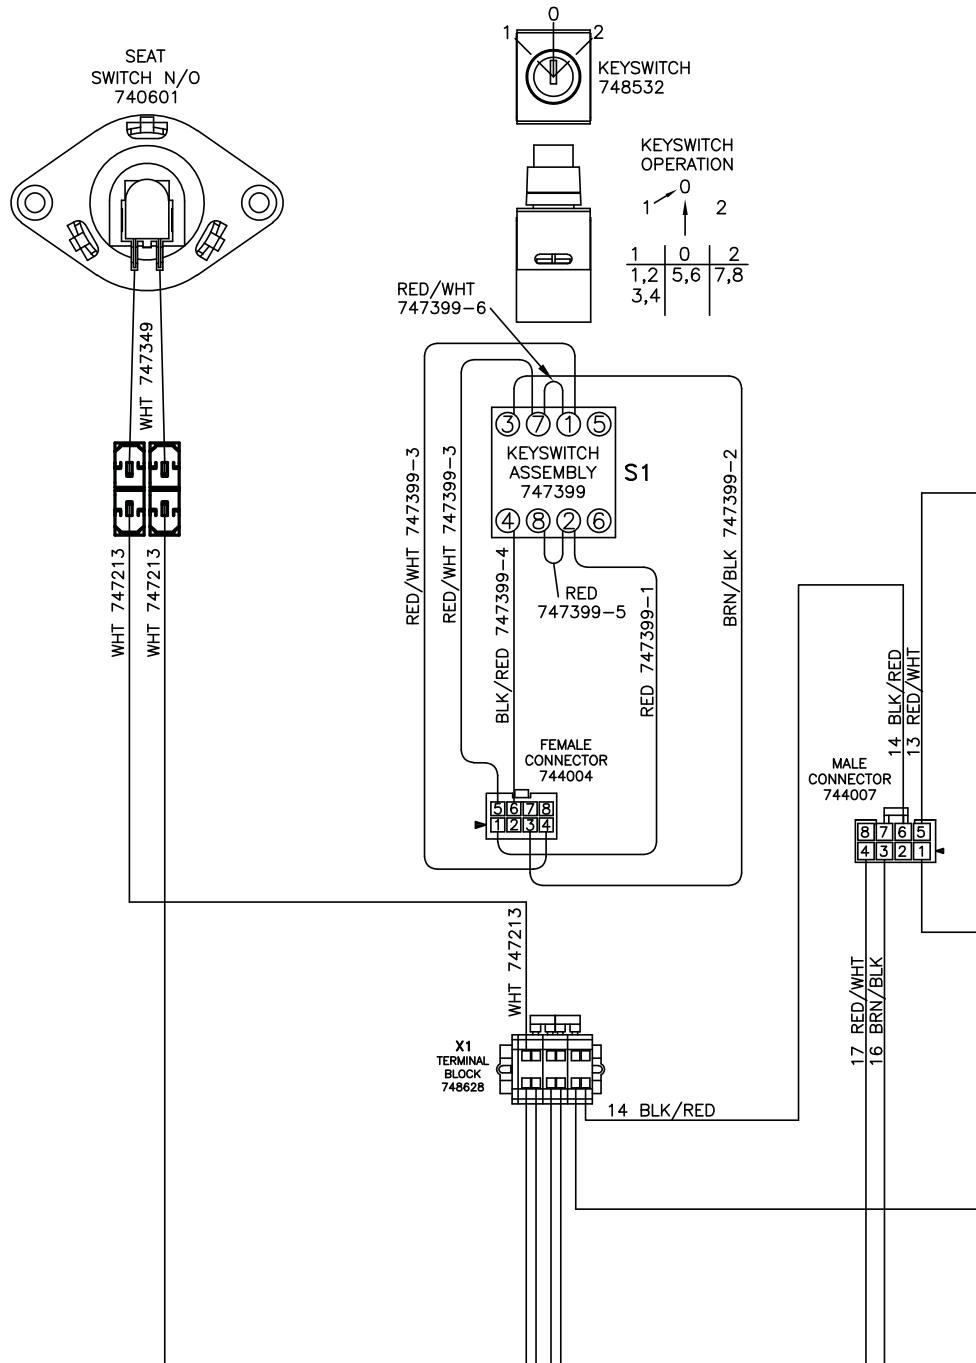 SEAT
SWITCH N/O
740601
0
1
2
KEYSWITCH
748532
KEYSWITCH
OPERATION
0
1
2
1 0 2
1,2 5,6 7,8
3,4
RED/WHT
747399-6
WHT 747349
3 7 1 5
KEYSWITCH
ASSEMBLY
747399
S1
4 8 2 6
RED
747399-5
RED/WHT 747399-3
RED/WHT 747399-3
BLK/RED 747399-4
RED 747399-1
BRN/BLK 747399-2
WHT 747213
WHT 747213
FEMALE
CONNECTOR
744004
5 6 7 8
1 2 3 4
14 BLK/RED
13 RED/WHT
MALE
CONNECTOR
744007
8 7 6 5
4 3 2 1
WHT 747213
17 RED/WHT
16 BRN/BLK
X1
TERMINAL
BLOCK
748628
14 BLK/RED